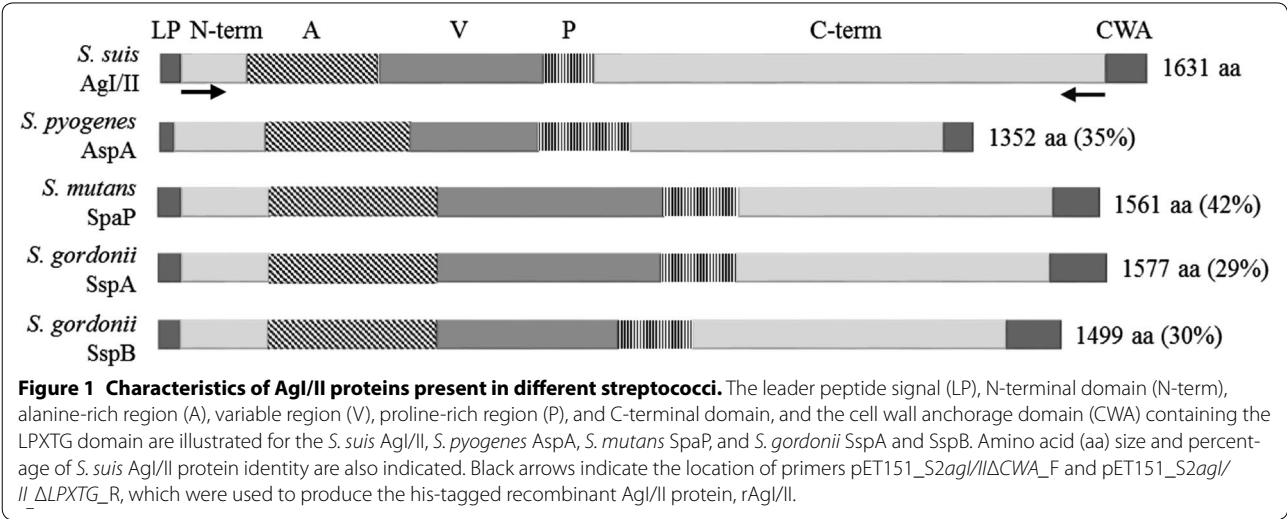 LP N-term A V P C-term CWA
S. suis
AgI/II
1631 aa
S. pyogenes
AspA
1352 aa (35%)
S. mutans
SpaP
1561 aa (42%)
S. gordonii
SspA
1577 aa (29%)
S. gordonii
SspB
1499 aa (30%)
Figure 1 Characteristics of AgI/II proteins present in different streptococci. The leader peptide signal (LP), N-terminal domain (N-term),
alanine-rich region (A), variable region (V), proline-rich region (P), and C-terminal domain, and the cell wall anchorage domain (CWA) containing the
LPXTG domain are illustrated for the S. suis AgI/II, S. pyogenes AspA, S. mutans SpaP, and S. gordonii SspA and SspB. Amino acid (aa) size and percent-
age of S. suis AgI/II protein identity are also indicated. Black arrows indicate the location of primers pET151_S2agI/II∆CWA_F and pET151_S2agI/
II_∆LPXTG_R, which were used to produce the his-tagged recombinant AgI/II protein, rAgI/II.